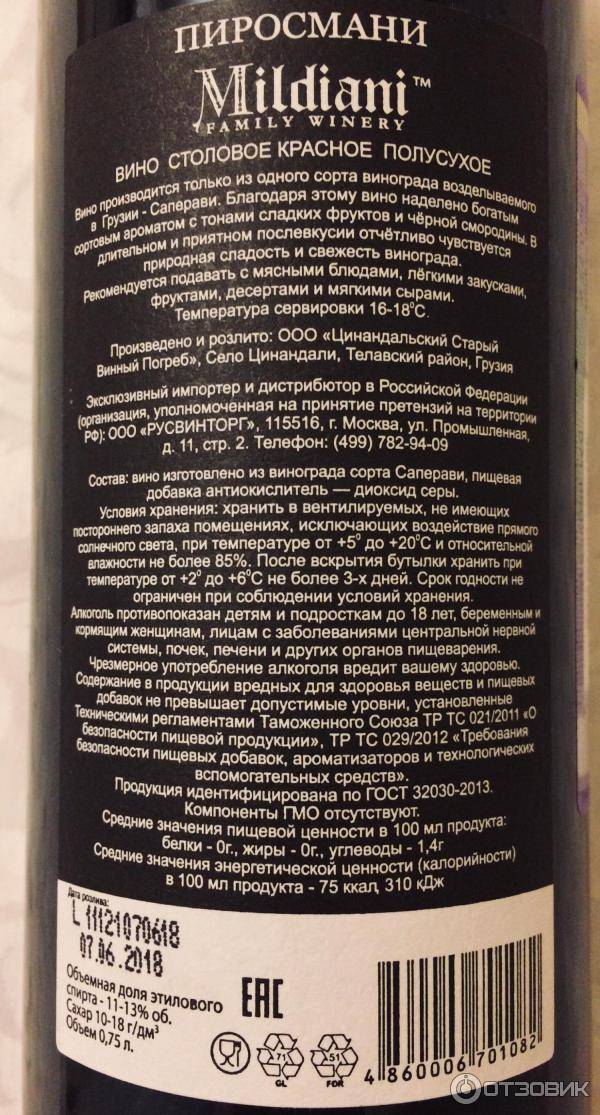 ПИРОСМАНИ
Mildiani™
FAMILY WINERY
ВИНО СТОЛОВОЕ КРАСНОЕ ПОЛУСУХОЕ
Вино производится только из одного сорта винограда возделываемого
в Грузии - Саперави. Благодаря этому вино наделено богатым
сортовым ароматом с тонами сладких фруктов и чёрной смородины. В
длительном и приятном послевкусии отчётливо чувствуется
природная сладость и свежесть винограда.
Рекомендуется подавать с мясными блюдами, лёгкими закусками,
фруктами, десертами и мягкими сырами.
Температура сервировки 16-18°С.
Произведено и розлито: ООО «Цинандальский Старый
Винный Погреб», Село Цинандали, Телавский район, Грузия
Эксклюзивный импортер и дистрибютор в Российской Федерации
(организация, уполномоченная на принятие претензий на территории
РФ): ООО «РУСВИНТОРГ», 115516, г. Москва, ул. Промышленная,
д. 11, стр. 2. Телефон: (499) 782-94-09
Состав: вино изготовлено из винограда сорта Саперави, пищевая
добавка антиокислитель — диоксид серы.
Условия хранения: хранить в вентилируемых, не имеющих
постороннего запаха помещениях, исключающих воздействие прямого
солнечного света, при температуре от +5° до +20°С и относительной
влажности не более 85%. После вскрытия бутылки хранить при
температуре от +2° до +6°С не более 3-х дней. Срок годности не
ограничен при соблюдении условий хранения.
Алкоголь противопоказан детям и подросткам до 18 лет, беременным и
кормящим женщинам, лицам с заболеваниями центральной нервной
системы, почек, печени и других органов пищеварения.
Чрезмерное употребление алкоголя вредит вашему здоровью.
Содержание в продукции вредных для здоровья веществ и пищевых
добавок не превышает допустимые уровни, установленные
Техническими регламентами Таможенного Союза ТР ТС 021/2011 «О
безопасности пищевой продукции», ТР ТС 029/2012 «Требования
безопасности пищевых добавок, ароматизаторов и технологических
вспомогательных средств».
Продукция идентифицирована по ГОСТ 32030-2013.
Компоненты ГМО отсутствуют.
Средние значения пищевой ценности в 100 мл продукта:
белки - 0г., жиры - 0г., углеводы - 1,4г
Средние значения энергетической ценности (калорийности)
в 100 мл продукта - 75 ккал, 310 кДж
Дата розлива:
L 11121070618
07.06.2018
Объемная доля этилового
спирта - 11-13% об.
Сахар 10-18 г/дм³
Объем 0,75 л.
ЕАС
71
GL
51
FOR
4 860006 701082
ОТЗОВИК